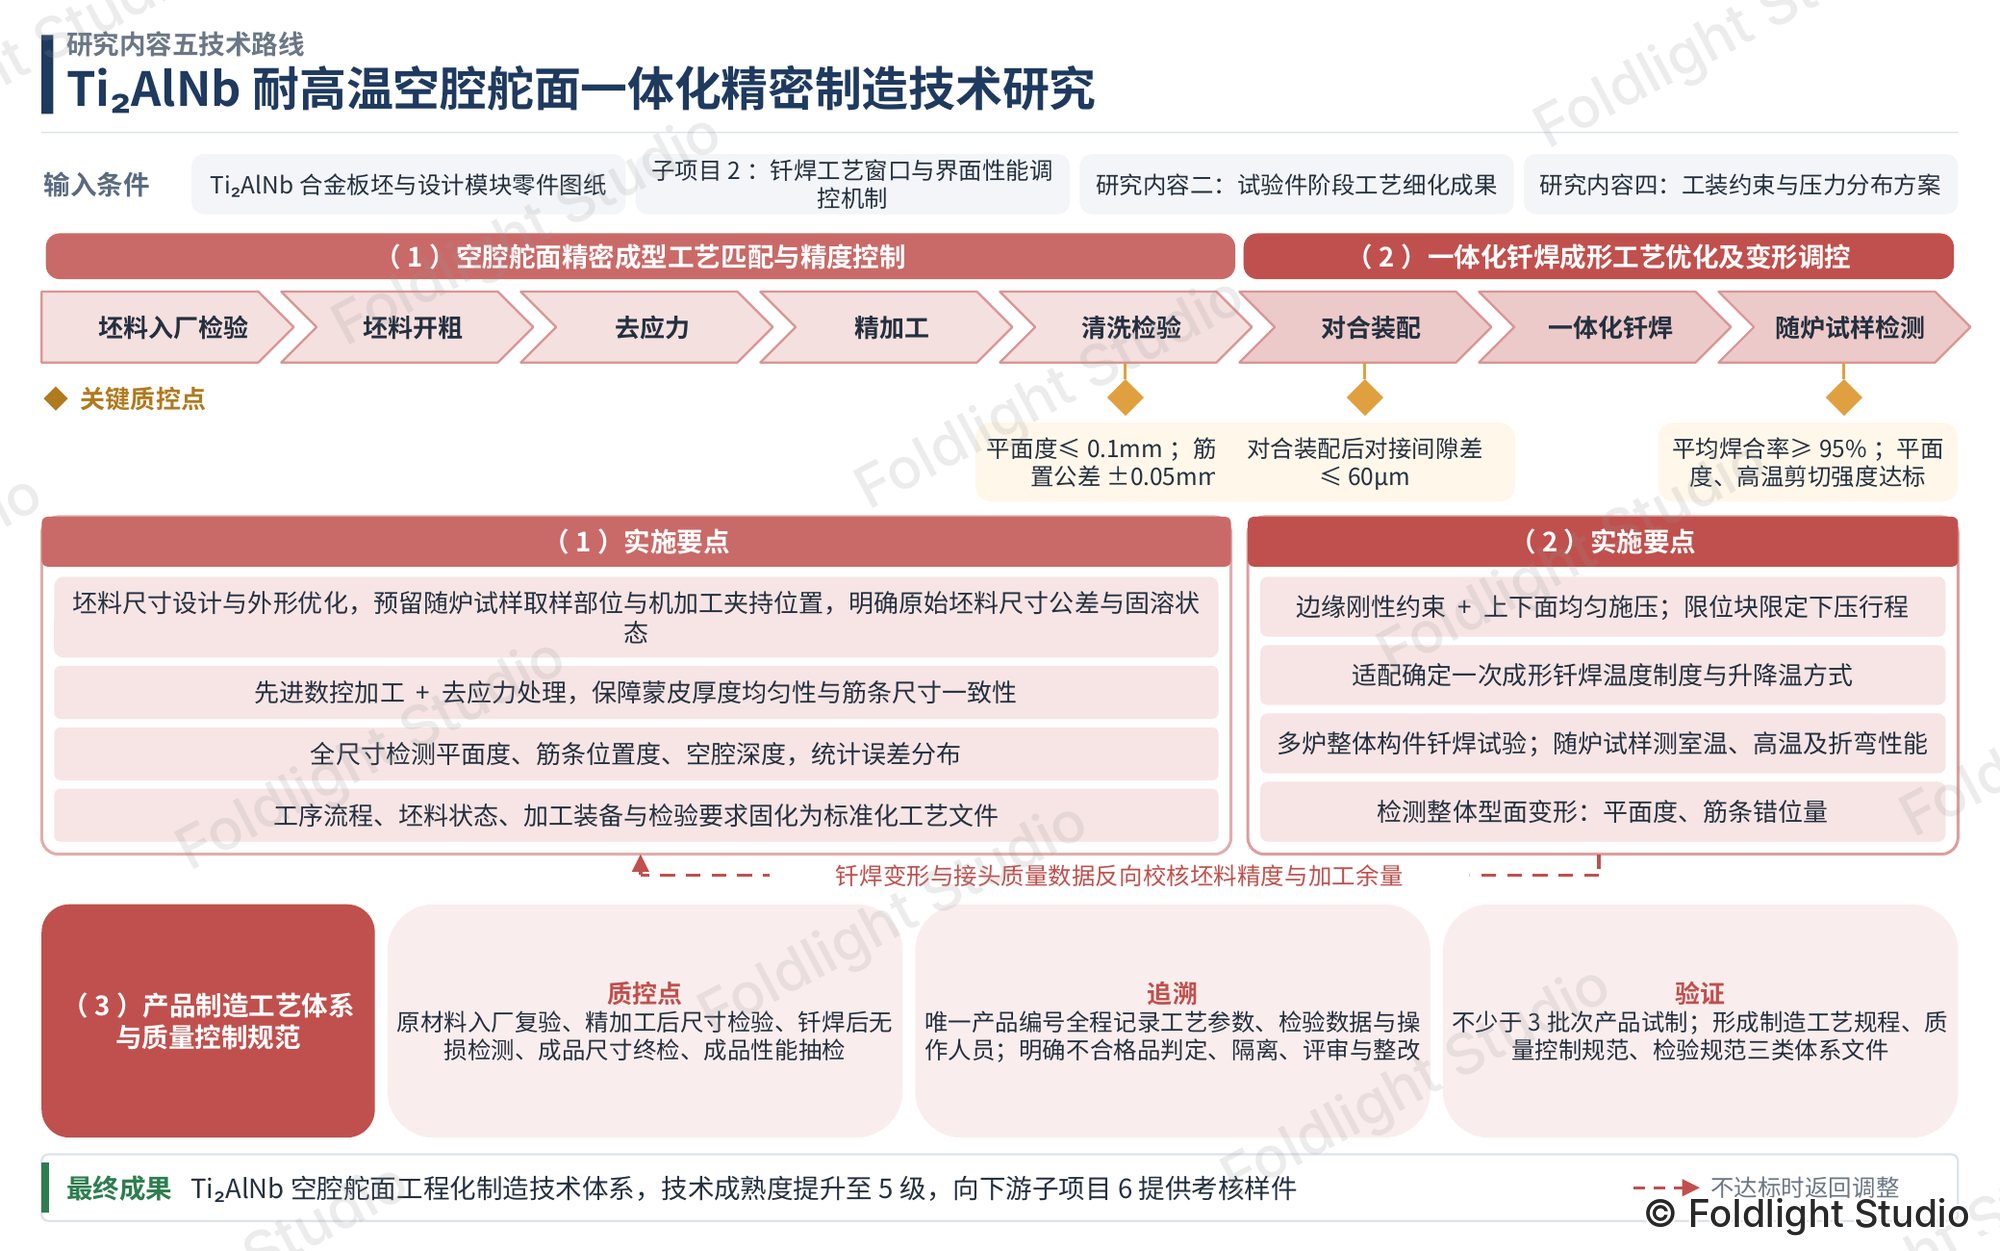 研究内容五技术路线
Ti₂AlNb 耐高温空腔舵面一体化精密制造技术研究
输入条件
Ti₂AlNb 合金板坯与设计模块零件图纸
子项目 2 ：钎焊工艺窗口与界面性能调
控机制
研究内容二：试验件阶段工艺细化成果
研究内容四：工装约束与压力分布方案
（ 1 ）空腔舵面精密成型工艺匹配与精度控制
（ 2 ）一体化钎焊成形工艺优化及变形调控
坯料入厂检验
坯料开粗
去应力
精加工
清洗检验
对合装配
一体化钎焊
随炉试样检测
关键质控点
平面度≤ 0.1mm ；筋
置公差 ±0.05mm
对合装配后对接间隙差
≤ 60μm
平均焊合率≥ 95% ；平面
度、高温剪切强度达标
（ 1 ）实施要点
坯料尺寸设计与外形优化，预留随炉试样取样部位与机加工夹持位置，明确原始坯料尺寸公差与固溶状
态
先进数控加工 + 去应力处理，保障蒙皮厚度均匀性与筋条尺寸一致性
全尺寸检测平面度、筋条位置度、空腔深度，统计误差分布
工序流程、坯料状态、加工装备与检验要求固化为标准化工艺文件
（ 2 ）实施要点
边缘刚性约束 + 上下面均匀施压；限位块限定下压行程
适配确定一次成形钎焊温度制度与升降温方式
多炉整体构件钎焊试验；随炉试样测室温、高温及折弯性能
检测整体型面变形：平面度、筋条错位量
钎焊变形与接头质量数据反向校核坯料精度与加工余量
（ 3 ）产品制造工艺体系
与质量控制规范
质控点
原材料入厂复验、精加工后尺寸检验、钎焊后无
损检测、成品尺寸终检、成品性能抽检
追溯
唯一产品编号全程记录工艺参数、检验数据与操
作人员；明确不合格品判定、隔离、评审与整改
验证
不少于 3 批次产品试制；形成制造工艺规程、质
量控制规范、检验规范三类体系文件
最终成果
Ti₂AlNb 空腔舵面工程化制造技术体系，技术成熟度提升至 5 级，向下游子项目 6 提供考核样件
不达标时返回调整
© Foldlight Studio